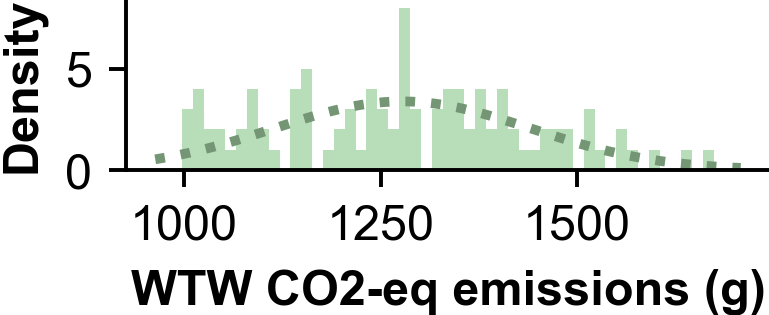 Density
5
0
1000 1250 1500
WTW CO2-eq emissions (g)